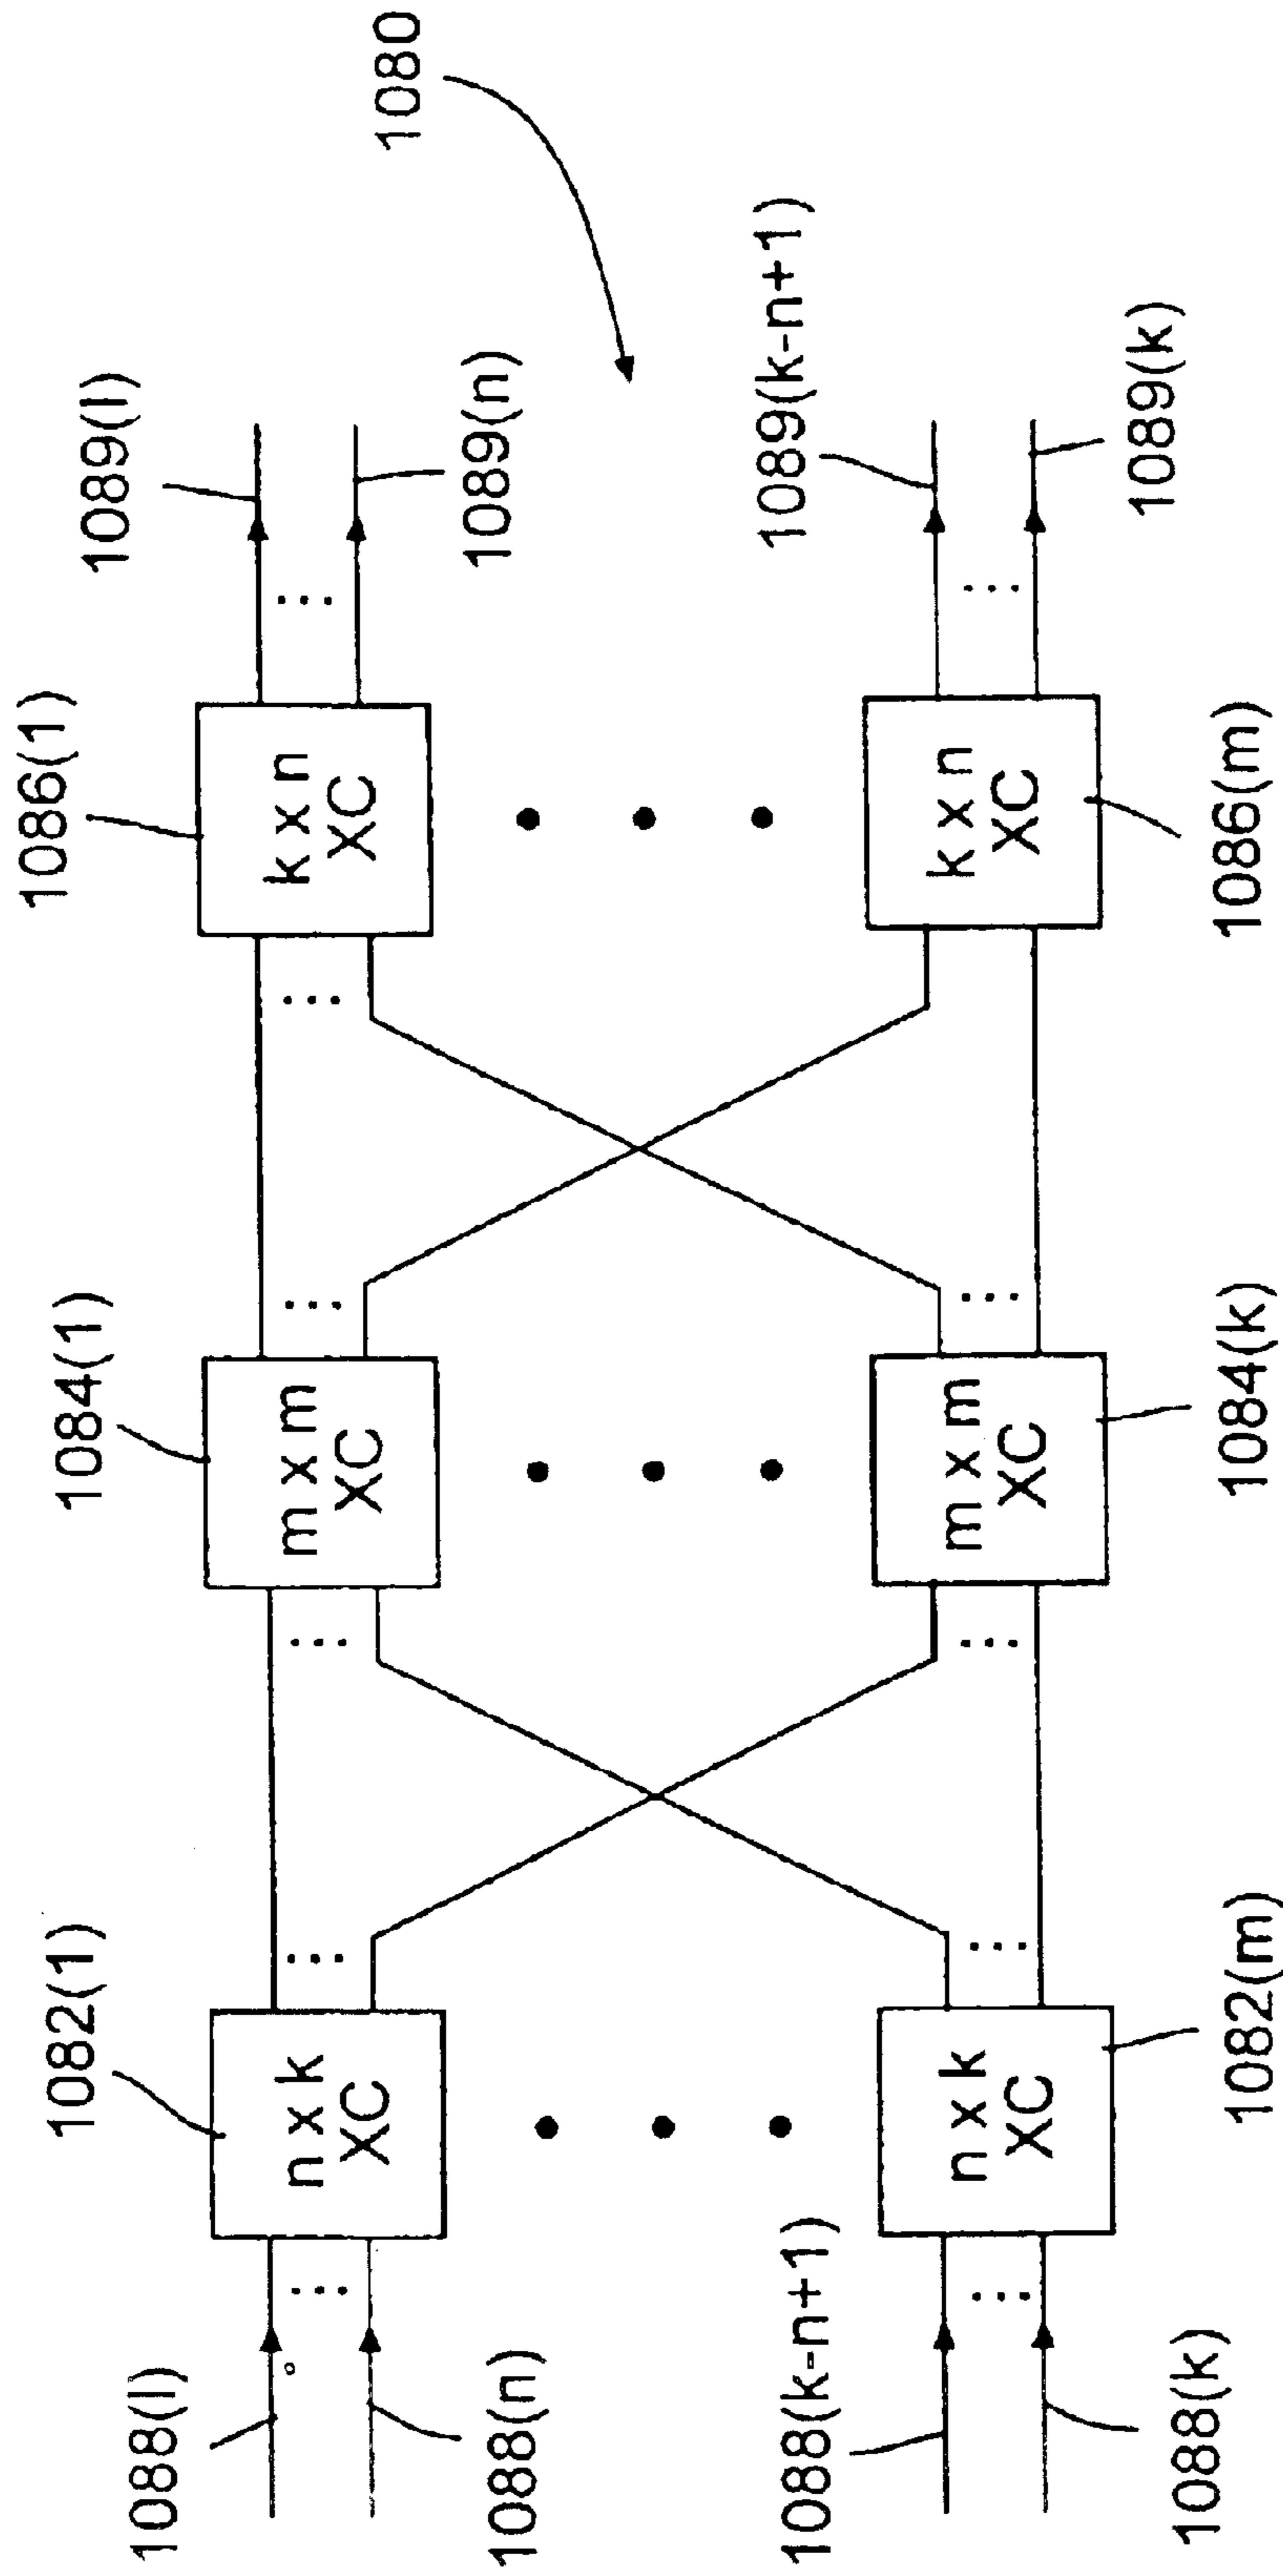 1080
1082(1)
1084(1)
1086(1)
1088(l)
n x k
XC
m x m
XC
k x n
XC
1089(l)
1088(n)
1089(n)
1088(k-n+1)
n x k
XC
m x m
XC
k x n
XC
1089(k-n+1)
1088(k)
1089(k)
1082(m)
1084(k)
1086(m)